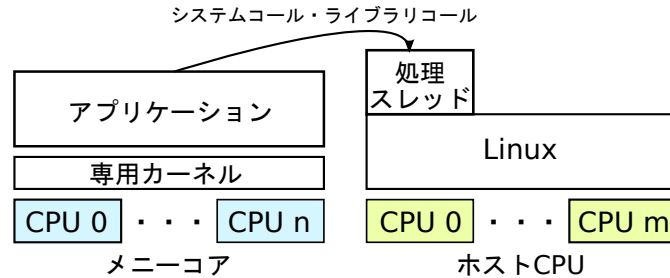 システムコール・ライブラリコール
アプリケーション
処理
スレッド
Linux
専用カーネル
CPU 0 ・・・ CPU n
CPU 0 ・・・ CPU m
メニーコア
ホストCPU